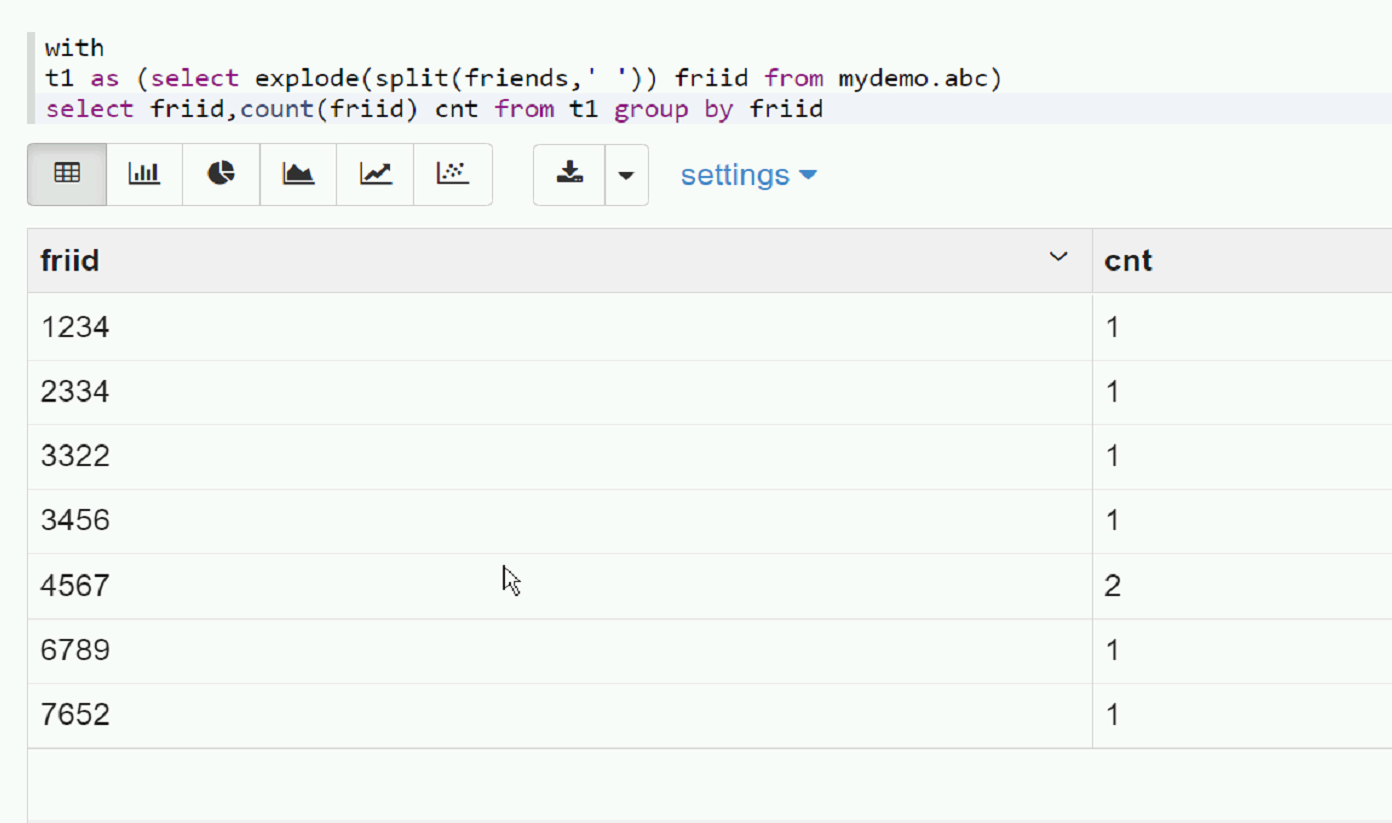 with
t1 as (select explode(split(friends,' ')) friid from mydemo.abc)
select friid,count(friid) cnt from t1 group by friid
settings
friid cnt
1234 1
2334 1
3322 1
3456 1
4567 2
6789 1
7652 1